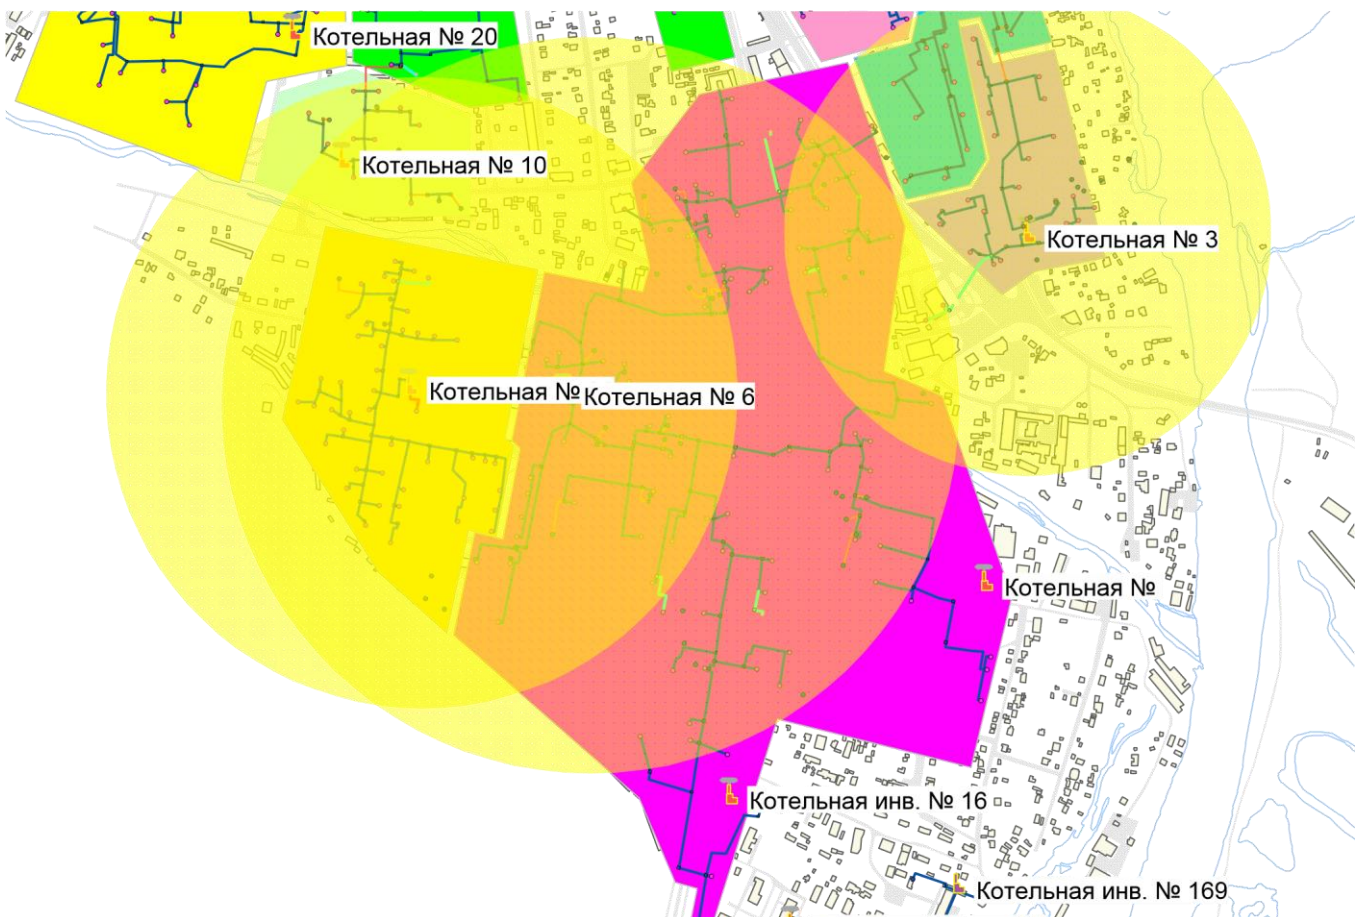 Котельная № 20
Котельная № 10
Котельная № 3
Котельная №
Котельная № 6
Котельная №
Котельная инв. № 16
Котельная инв. № 169